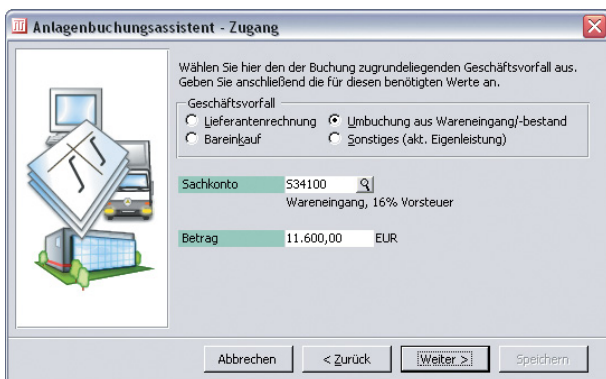 Anlagenbuchungsassistent - Zugang
Wählen Sie hier den der Buchung zugrundeliegenden Geschäftsvorfall aus.
Geben Sie anschließend die für diesen benötigten Werte an.
Geschäftsvorfall
Lieferantenrechnung Umbuchung aus Wareneingang/-bestand
Bareinkauf Sonstiges (akt. Eigenleistung)
Sachkonto S34100
Wareneingang, 16% Vorsteuer
Betrag 11.600,00 EUR
Abbrechen < Zurück Weiter > Speichern